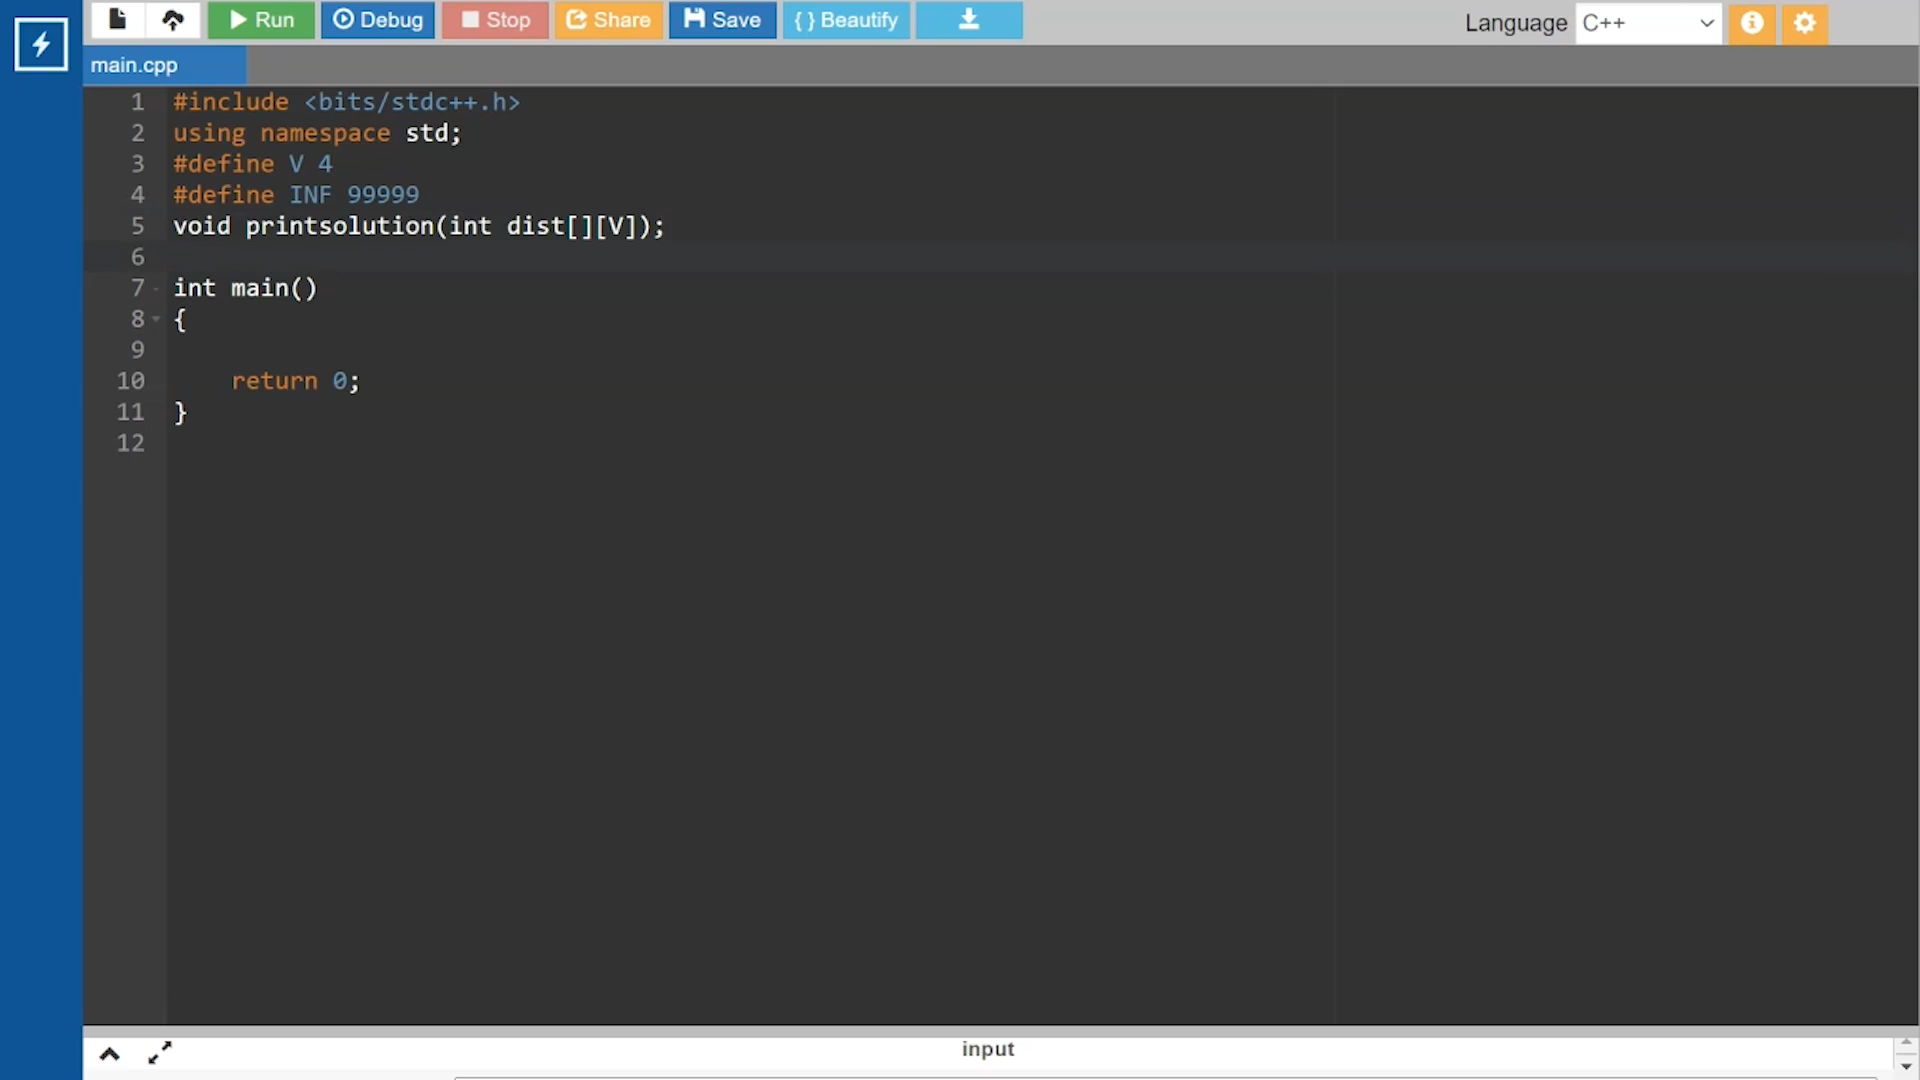 Run Debug Stop Share Save { } Beautify Language C++
main.cpp
1 #include <bits/stdc++.h>
2 using namespace std;
3 #define V 4
4 #define INF 99999
5 void printsolution(int dist[][V]);
6
7 int main()
8 {
9
10 return 0;
11 }
12
input